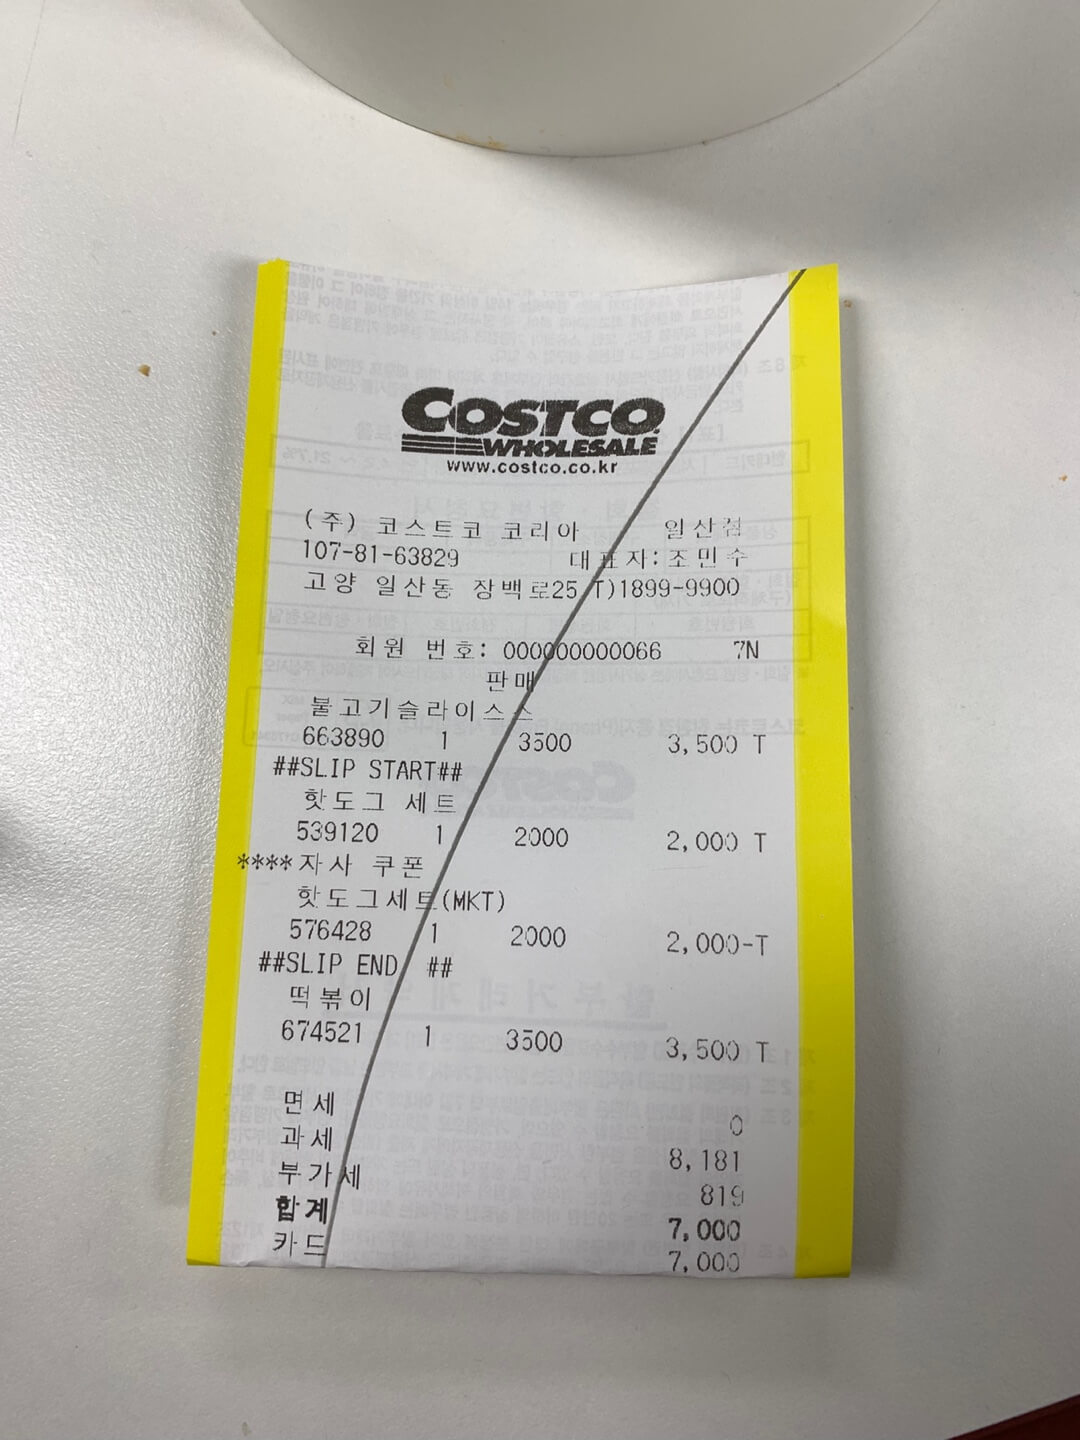 COSTCO
WHOLESALE
www.costco.co.kr
(주) 코스트코 코리아 일산점
107-81-63829 대표자:조민수
고양 일산동 장백로25 T)1899-9900
회원 번호: 000000000066 7N
판매
불고기슬라이스스
663890 1 3500 3,500 T
##SLIP START##
핫도그 세트
539120 1 2000 2,000 T
****자사 쿠폰
핫도그세트(MKT)
576428 1 2000 2,000-T
##SLIP END ##
떡볶이
674521 1 3500 3,500 T
면세 0
과세 8,181
부가세 819
합계 7,000
카드 7,000